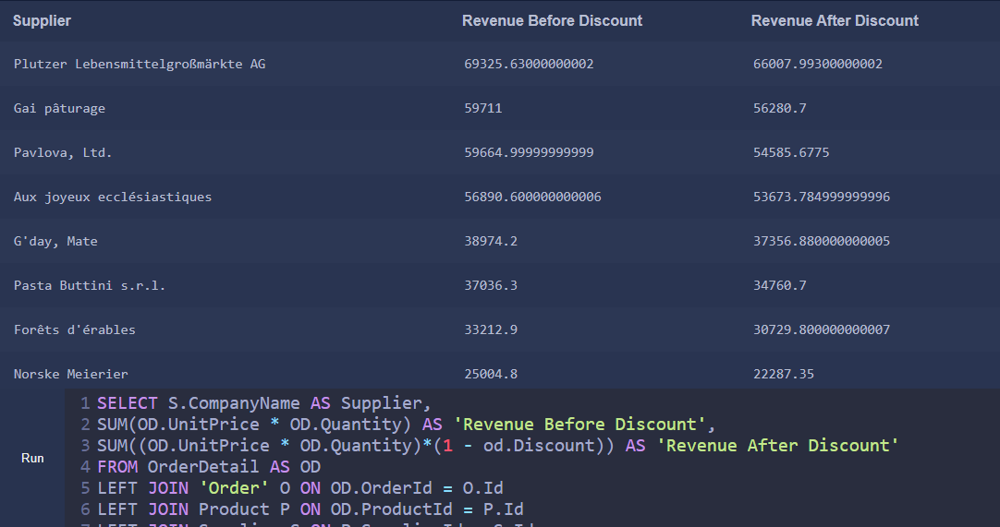 Supplier Revenue Before Discount Revenue After Discount
Plutzer Lebensmittelgroßmärkte AG 69325.63000000002 66007.99300000002
Gai pâturage 59711 56280.7
Pavlova, Ltd. 59664.99999999999 54585.6775
Aux joyeux ecclésiastiques 56890.600000000006 53673.784999999996
G'day, Mate 38974.2 37356.880000000005
Pasta Buttini s.r.l. 37036.3 34760.7
Forêts d'érables 33212.9 30729.800000000007
Norske Meierier 25004.8 22287.35
Run
1 SELECT S.CompanyName AS Supplier,
2 SUM(OD.UnitPrice * OD.Quantity) AS 'Revenue Before Discount',
3 SUM((OD.UnitPrice * OD.Quantity)*(1 - od.Discount)) AS 'Revenue After Discount'
4 FROM OrderDetail AS OD
5 LEFT JOIN 'Order' O ON OD.OrderId = O.Id
6 LEFT JOIN Product P ON OD.ProductId = P.Id